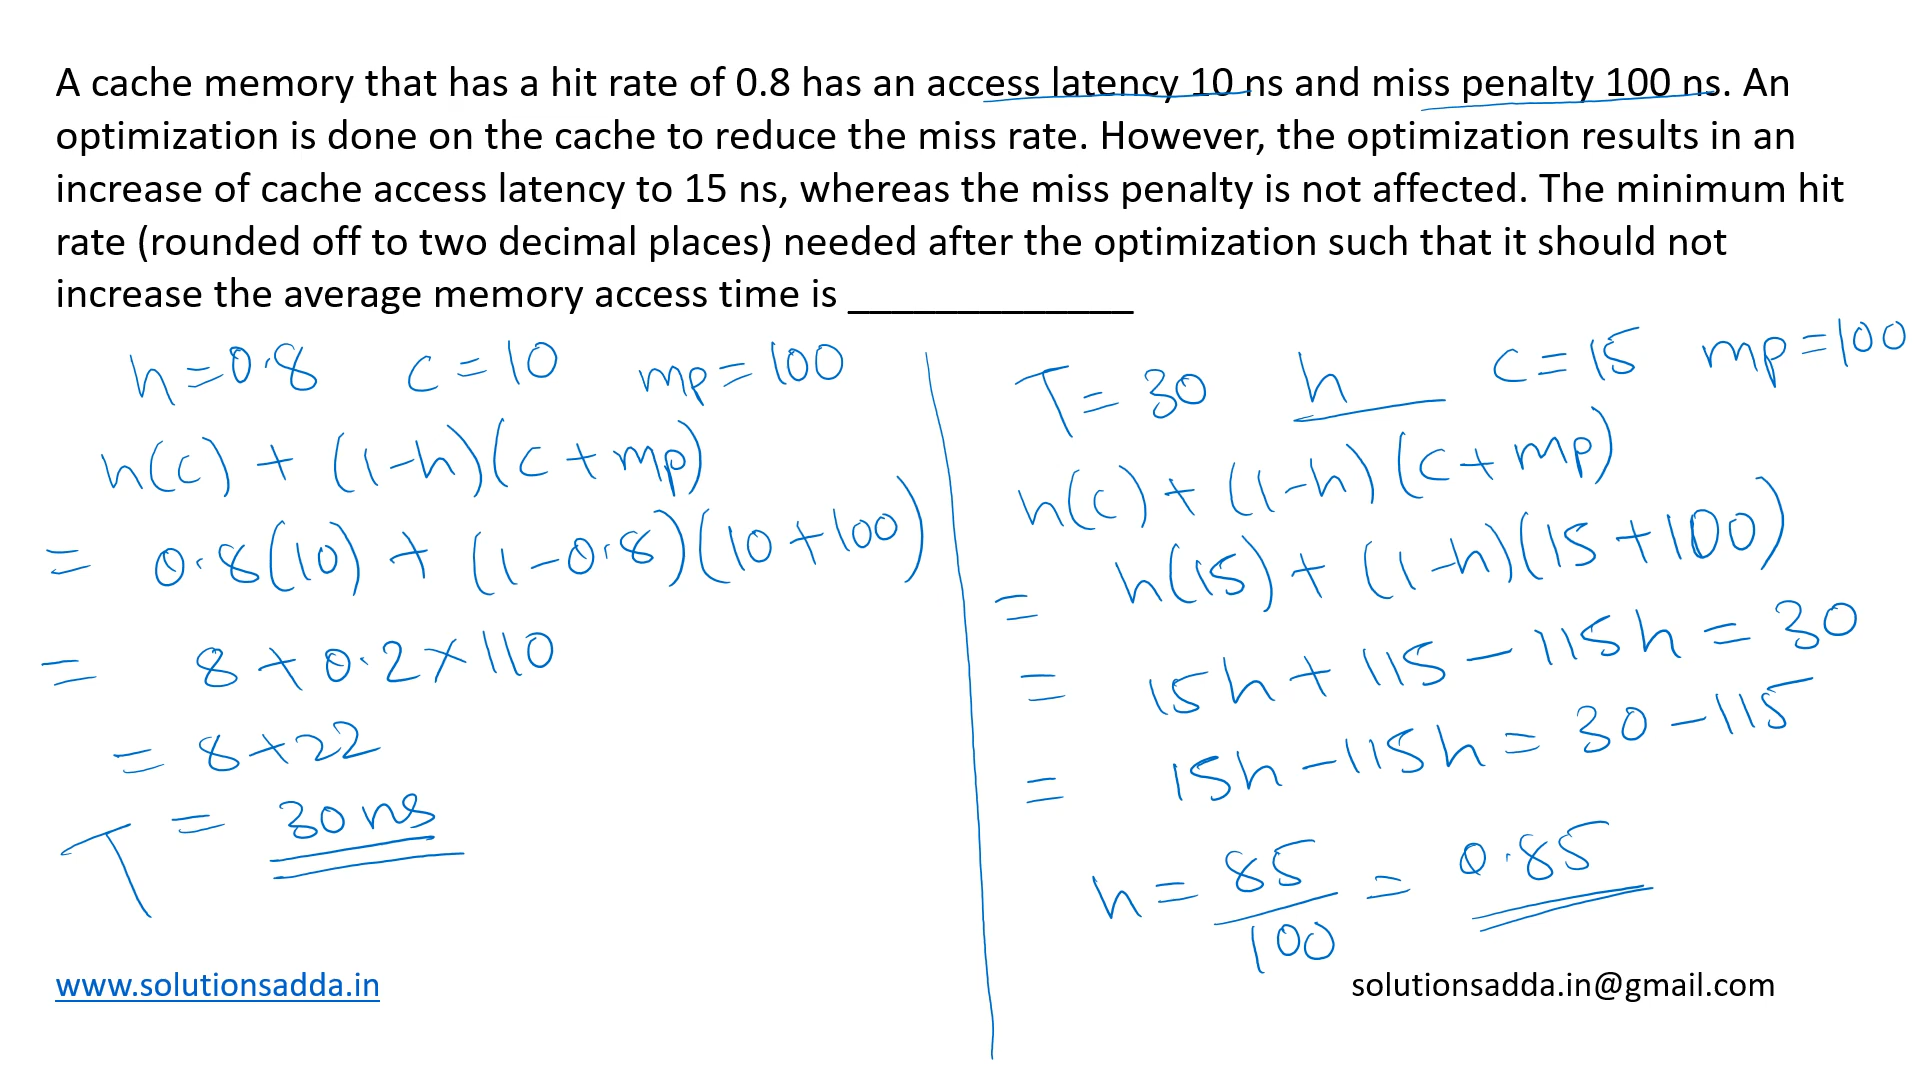 A cache memory that has a hit rate of 0.8 has an access latency 10 ns and miss penalty 100 ns. An
optimization is done on the cache to reduce the miss rate. However, the optimization results in an
increase of cache access latency to 15 ns, whereas the miss penalty is not affected. The minimum hit
rate (rounded off to two decimal places) needed after the optimization such that it should not
increase the average memory access time is ______________
h=0.8 c=10 mp=100
h(c) + (1-h)(c+mp)
= 0.8(10) + (1-0.8)(10+100)
= 8+0.2×110
= 8+22
T = 30 ns
T=30 h c=15 mp=100
h(c) + (1-h)(c+mp)
= h(15)+(1-h)(15+100)
= 15h+115-115h=30
= 15h-115h=30-115
h=85/100=0.85
www.solutionsadda.in
solutionsadda.in@gmail.com